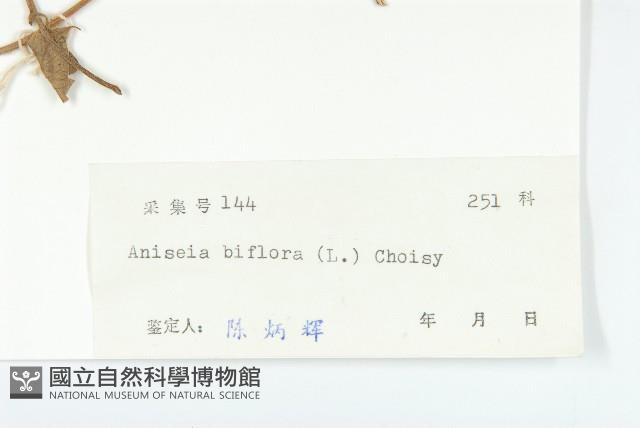 采集号 144 251 科
Aniseia biflora (L.) Choisy
鉴定人: 陈炳辉 年 月 日
國立自然科學博物館
NATIONAL MUSEUM OF NATURAL SCIENCE